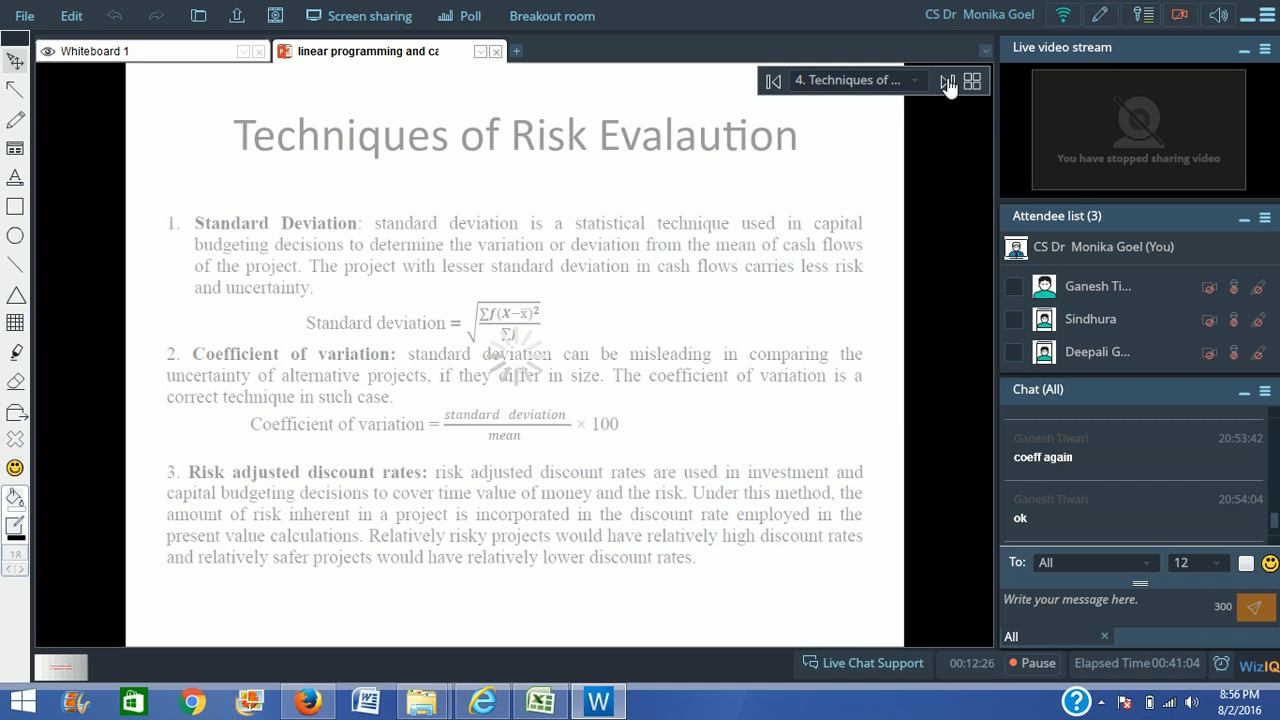 File Edit Screen sharing Poll Breakout room CS Dr Monika Goel
Whiteboard 1
linear programming and ca
4. Techniques of ...
Techniques of Risk Evalaution
1. Standard Deviation: standard deviation is a statistical technique used in capital
budgeting decisions to determine the variation or deviation from the mean of cash flows
of the project. The project with lesser standard deviation in cash flows carries less risk
and uncertainty.
Standard deviation = √∑f(X−x̄)²/∑f
2. Coefficient of variation: standard deviation can be misleading in comparing the
uncertainty of alternative projects, if they differ in size. The coefficient of variation is a
correct technique in such case.
Coefficient of variation = standard deviation/mean × 100
3. Risk adjusted discount rates: risk adjusted discount rates are used in investment and
capital budgeting decisions to cover time value of money and the risk. Under this method, the
amount of risk inherent in a project is incorporated in the discount rate employed in the
present value calculations. Relatively risky projects would have relatively high discount rates
and relatively safer projects would have relatively lower discount rates.
Live video stream
You have stopped sharing video
Attendee list (3)
CS Dr Monika Goel (You)
Ganesh Ti...
Sindhura
Deepali G...
Chat (All)
Ganesh Tiwari 20:53:42
coeff again
Ganesh Tiwari 20:54:04
ok
To: All 12
Write your message here. 300
All
1R
Live Chat Support 00:12:26 Pause Elapsed Time 00:41:04 WizIQ
8:56 PM
8/2/2016